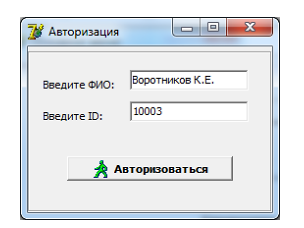 Авторизация
Введите ФИО: Воротников К.Е.
Введите ID: 10003
Авторизоваться